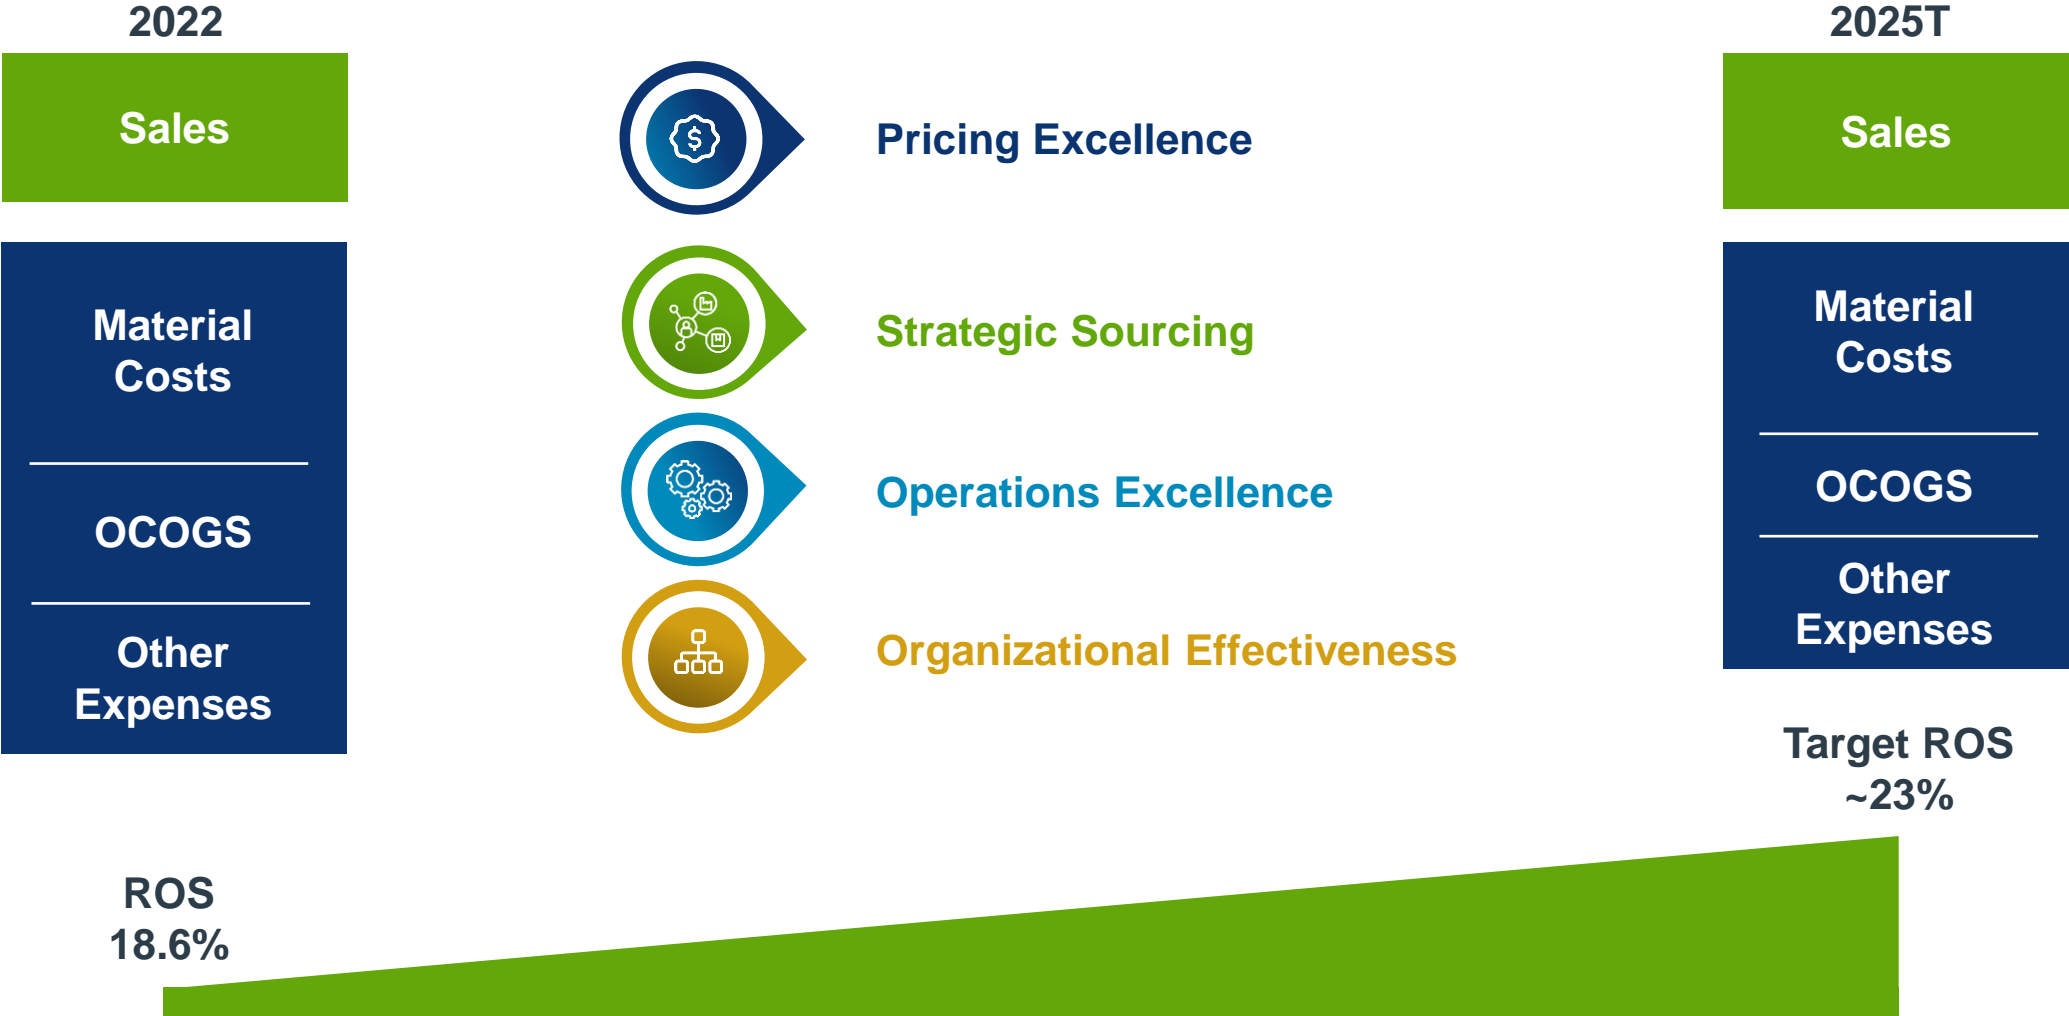 2022
Sales
Material
Costs
OCOGS
Other
Expenses
ROS
18.6%
$
Pricing Excellence
Strategic Sourcing
Operations Excellence
Organizational Effectiveness
2025T
Sales
Material
Costs
OCOGS
Other
Expenses
Target ROS
~23%